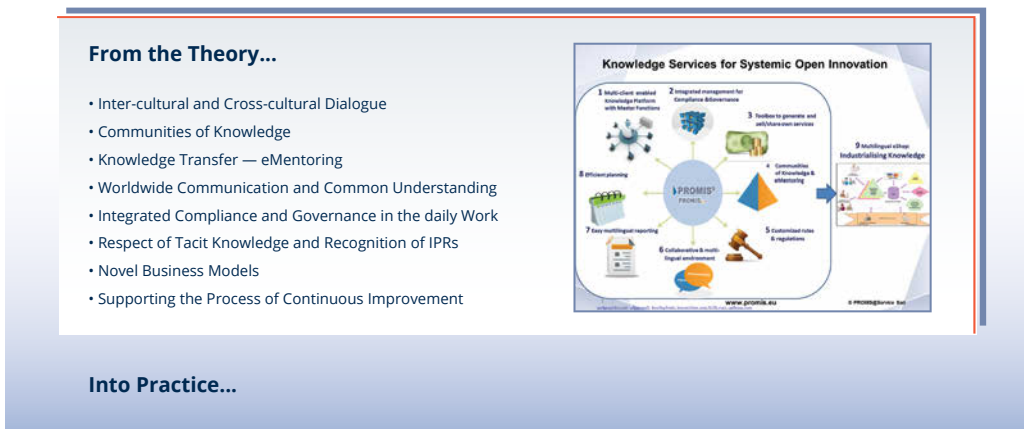 From the Theory...
• Inter-cultural and Cross-cultural Dialogue
• Communities of Knowledge
• Knowledge Transfer — eMentoring
• Worldwide Communication and Common Understanding
• Integrated Compliance and Governance in the daily Work
• Respect of Tacit Knowledge and Recognition of IPRs
• Novel Business Models
• Supporting the Process of Continuous Improvement
Knowledge Services for Systemic Open Innovation
1 Multi-client enabled
Knowledge Platform
with Master Functions
2 Integrated management for
Compliance & Governance
3 Toolbox to generate and
sell/share own services
4 Communities
of Knowledge &
eMentoring
5 Customized rules
& regulations
6 Collaborative & multi-
lingual environment
7 Easy multilingual reporting
8 Efficient planning
PROMIS®
PROMIS
9 Multilingual eShop
Industrialising Knowledge
www.promis.eu
© PROMIS@Service Sarl
Into Practice...